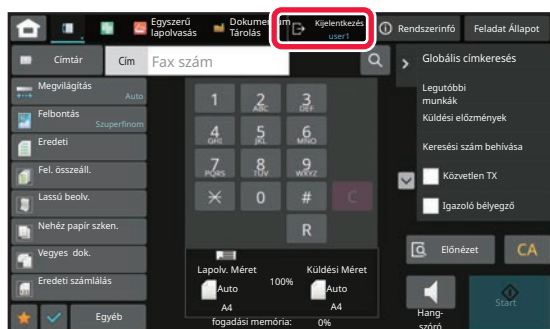 Egyszerű
lapolvasás
Dokumentum
Tárolás
Kijelentkezés
user1
Rendszerinfó
Feladat Állapot
Címtár
Cím
Fax szám
Globális címkeresés
Megvilágítás
Auto
Felbontás
Szuperfinom
Eredeti
Fel. összeáll.
Lassú beolv.
Nehéz papír szken.
Vegyes dok.
Eredeti számlálás
Egyéb
1
2
ABC
3
DEF
4
GHI
5
JKL
6
MNO
7
PQRS
8
TUV
9
WXYZ
0
#
C
R
Lapolv. Méret
100%
Küldési Méret
Auto
Auto
A4
A4
fogadási memória: 0%
Legutóbbi
munkák
Küldési előzmények
Keresési szám behívása
Közvetlen TX
Igazoló bélyegző
Előnézet
CA
Hang-
szóró
Start